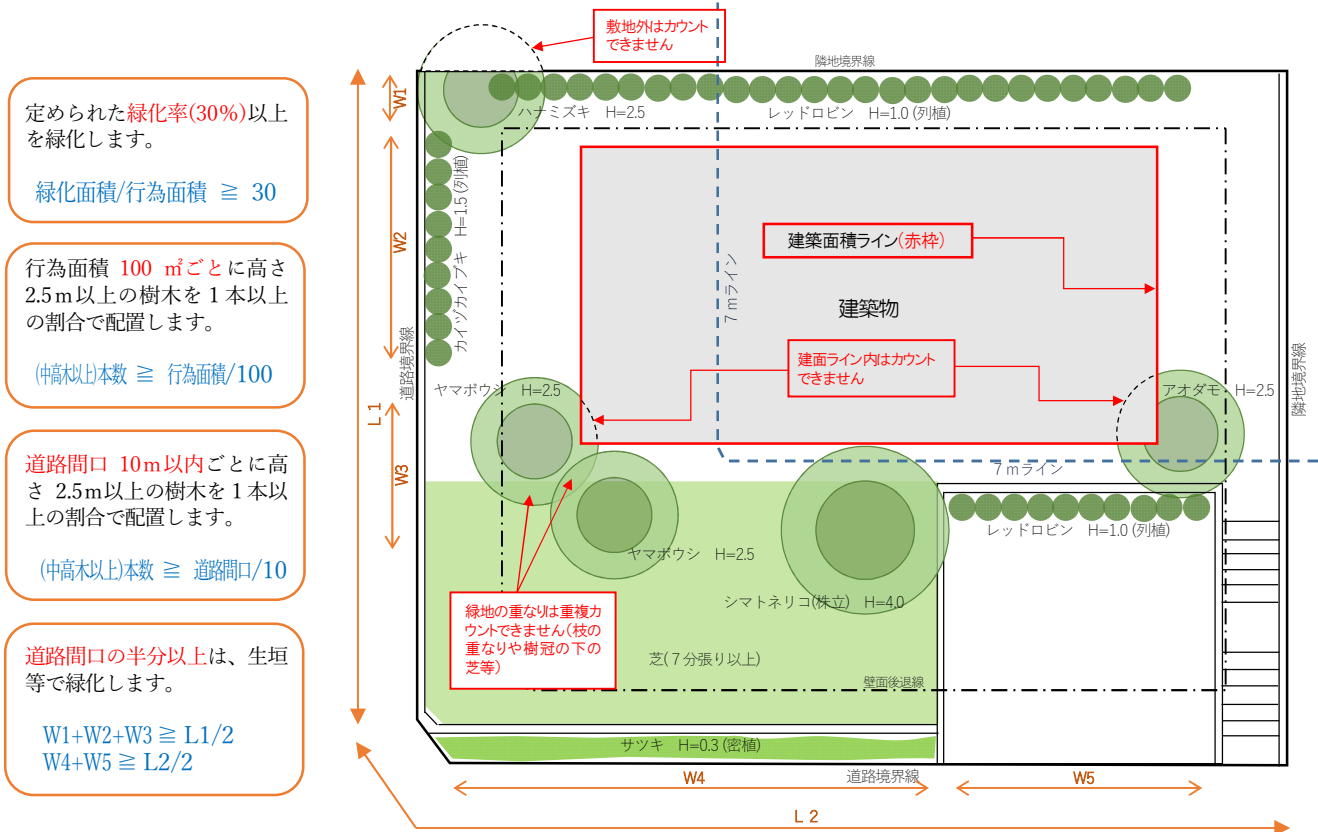 定められた緑化率(30%)以上
を緑化します。
緑化面積/行為面積 ≧ 30
行為面積 100 ㎡ごとに高さ
2.5ｍ以上の樹木を１本以上
の割合で配置します。
(中高木以上)本数 ≧ 行為面積/100
道路間口 10ｍ以内ごとに高
さ 2.5ｍ以上の樹木を１本以
上の割合で配置します。
(中高木以上)本数 ≧ 道路間口/10
道路間口の半分以上は、生垣
等で緑化します。
W1+W2+W3 ≧ L1/2
W4+W5 ≧ L2/2
敷地外はカウント
できません
隣地境界線
W1
ハナミズキ H=2.5
レッドロビン H=1.0 (列植)
W2
カイヅカイブキ H=1.5 (列植)
7ｍライン
建築面積ライン(赤枠)
建築物
建面ライン内はカウント
できません
道路境界線
隣地境界線
L 1
ヤマボウシ H=2.5
アオダモ H=2.5
W3
7ｍライン
レッドロビン H=1.0 (列植)
ヤマボウシ H=2.5
シマトネリコ(株立) H=4.0
緑地の重なりは重複カ
ウントできません(枝の
重なりや樹冠の下の
芝等)
芝(７分張り以上)
壁面後退線
サツキ H=0.3 (密植)
W4
道路境界線
W5
L 2